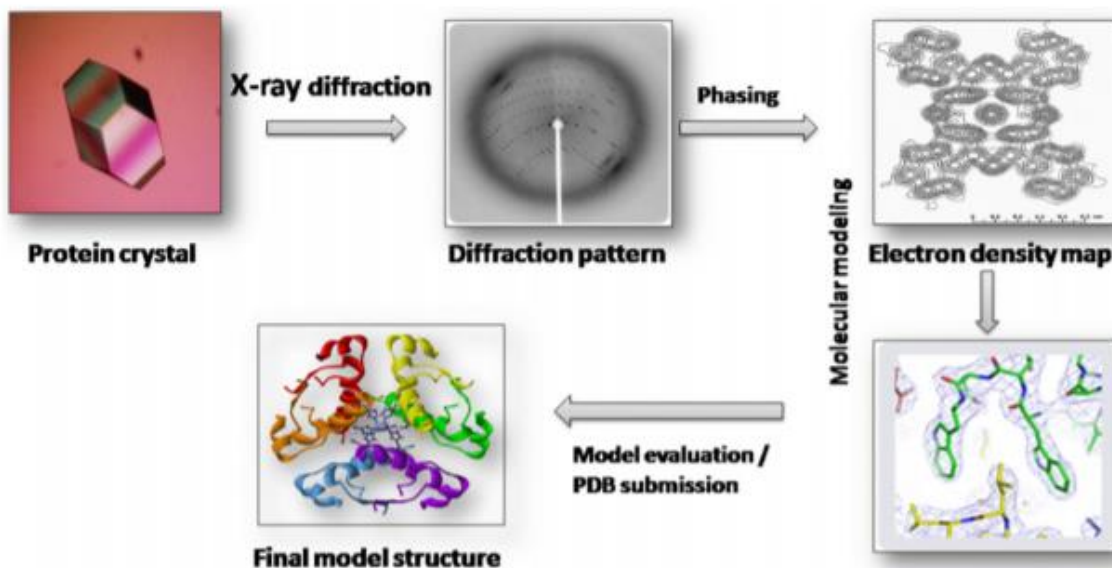 X-ray diffraction
Phasing
Protein crystal
Diffraction pattern
Electron density map
Molecular modeling
Model evaluation /
PDB submission
Final model structure